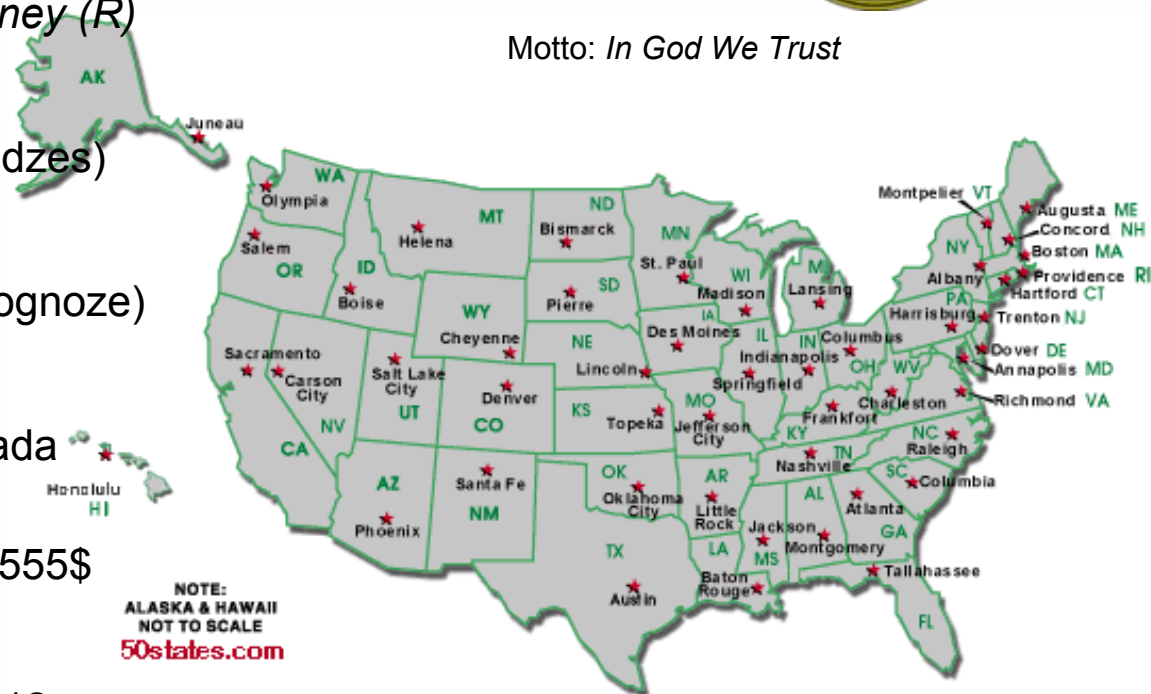 ney (R)
Motto: In God We Trust
AK
Juneau
dzes)
WA
Olympia
MT
Helena
ND
Bismarck
MN
St. Paul
Salem
OR
ID
Boise
WY
Cheyenne
SD
Pierre
WI
Madison
MI
Lansing
Montpelier VT
Augusta ME
Concord NH
Boston MA
NY
Albany
Providence RI
Hartford CT
PA
Harrisburg
Trenton NJ
ognoze)
Sacramento
Carson
City
Salt Lake
City
UT
NV
CA
Denver
CO
NE
Lincoln
IA
Des Moines
IL
Springfield
IN
Indianapolis
Columbus
OH
WV
Charleston
Dover DE
Annapolis MD
Richmond VA
KS
Topeka
MO
Jefferson
City
Frankfort
KY
NC
Raleigh
ada
Honolulu
HI
AZ
Phoenix
Santa Fe
NM
OK
Oklahoma
City
AR
Little
Rock
TN
Nashville
SC
Columbia
AL
Montgomery
Atlanta
GA
555$
TX
Austin
LA
Baton
Rouge
Jackson
MS
Tallahassee
FL
NOTE:
ALASKA & HAWAII
NOT TO SCALE
50states.com